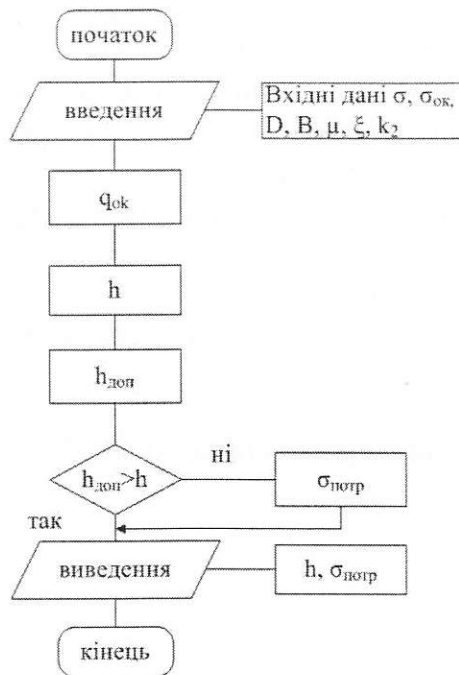 початок
введення
Вхідні дані σ, σок,
D, B, μ, ξ, k₂
qok
h
hдоп
hдоп>h
ні
σпотр
так
виведення
h, σпотр
кінець